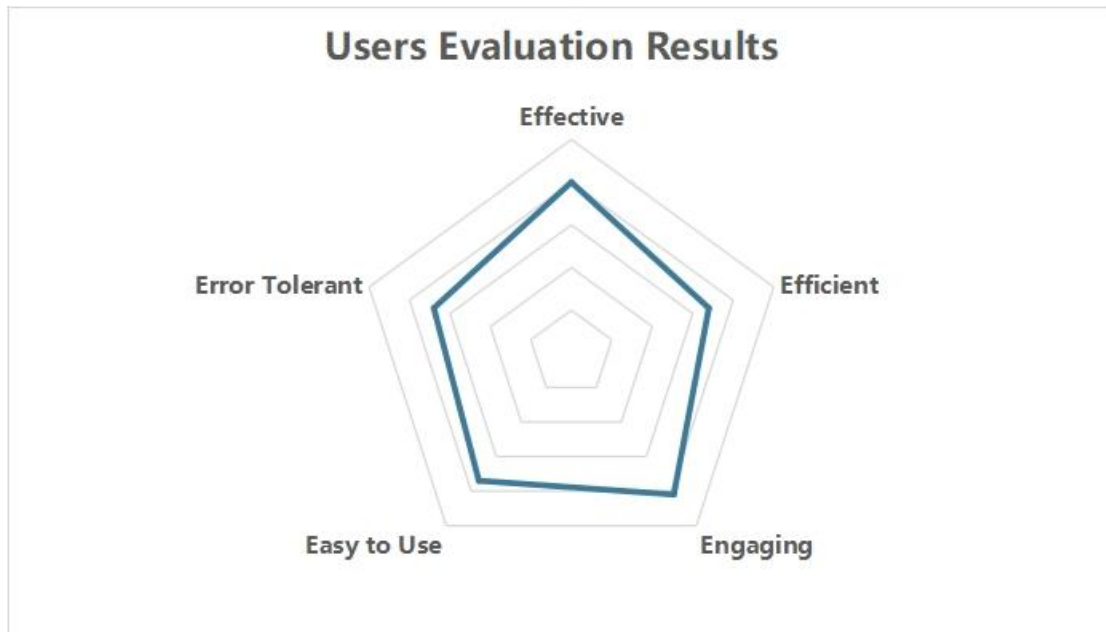 Users Evaluation Results
Effective
Error Tolerant
Efficient
Easy to Use
Engaging